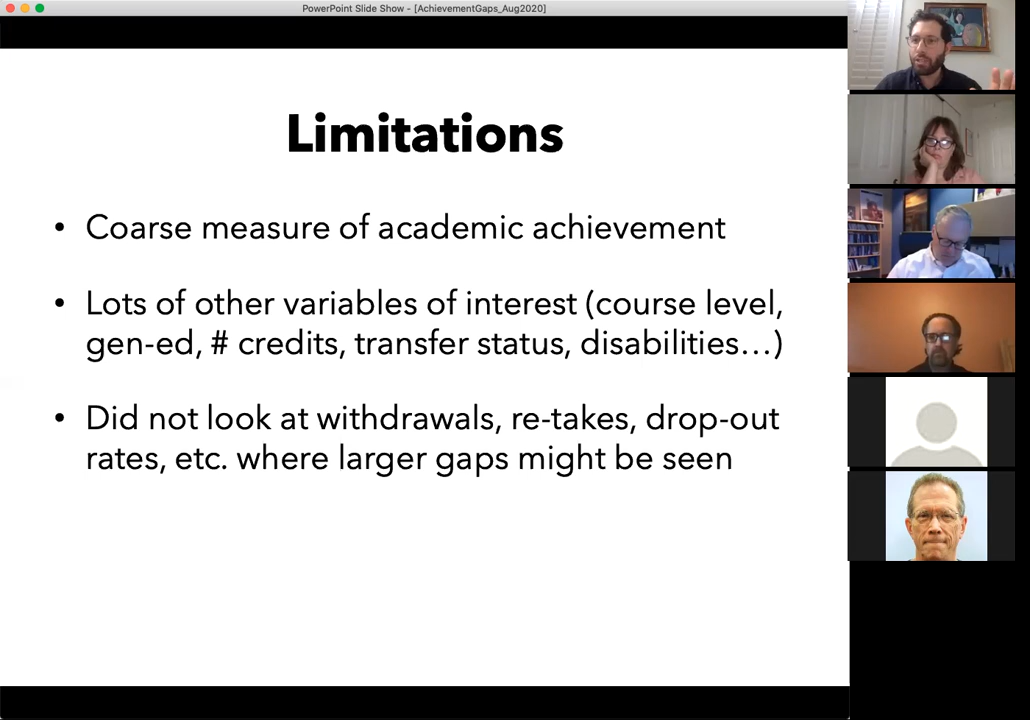 PowerPoint Slide Show - [AchievementGaps_Aug2020]
Limitations
• Coarse measure of academic achievement
• Lots of other variables of interest (course level,
gen-ed, # credits, transfer status, disabilities…)
• Did not look at withdrawals, re-takes, drop-out
rates, etc. where larger gaps might be seen